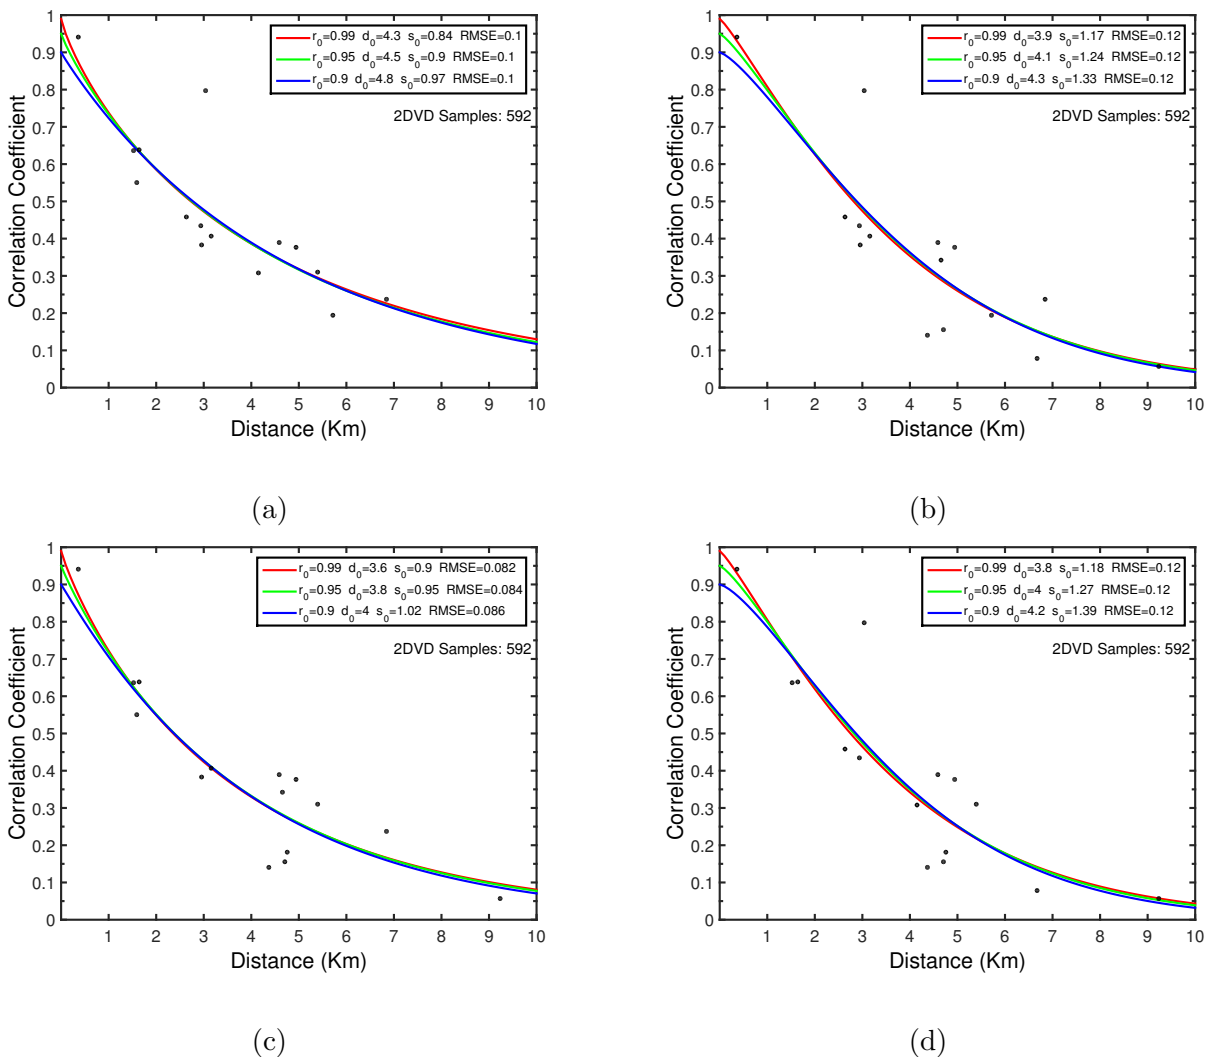 r0=0.99 d0=4.3 s0=0.84 RMSE=0.1
r0=0.95 d0=4.5 s0=0.9 RMSE=0.1
r0=0.9 d0=4.8 s0=0.97 RMSE=0.1
2DVD Samples: 592
Correlation Coefficient
1
0.9
0.8
0.7
0.6
0.5
0.4
0.3
0.2
0.1
0
1 2 3 4 5 6 7 8 9 10
Distance (Km)
(a)
r0=0.99 d0=3.9 s0=1.17 RMSE=0.12
r0=0.95 d0=4.1 s0=1.24 RMSE=0.12
r0=0.9 d0=4.3 s0=1.33 RMSE=0.12
2DVD Samples: 592
Correlation Coefficient
1
0.9
0.8
0.7
0.6
0.5
0.4
0.3
0.2
0.1
0
1 2 3 4 5 6 7 8 9 10
Distance (Km)
(b)
r0=0.99 d0=3.6 s0=0.9 RMSE=0.082
r0=0.95 d0=3.8 s0=0.95 RMSE=0.084
r0=0.9 d0=4 s0=1.02 RMSE=0.086
2DVD Samples: 592
Correlation Coefficient
1
0.9
0.8
0.7
0.6
0.5
0.4
0.3
0.2
0.1
0
1 2 3 4 5 6 7 8 9 10
Distance (Km)
(c)
r0=0.99 d0=3.8 s0=1.18 RMSE=0.12
r0=0.95 d0=4 s0=1.27 RMSE=0.12
r0=0.9 d0=4.2 s0=1.39 RMSE=0.12
2DVD Samples: 592
Correlation Coefficient
1
0.9
0.8
0.7
0.6
0.5
0.4
0.3
0.2
0.1
0
1 2 3 4 5 6 7 8 9 10
Distance (Km)
(d)